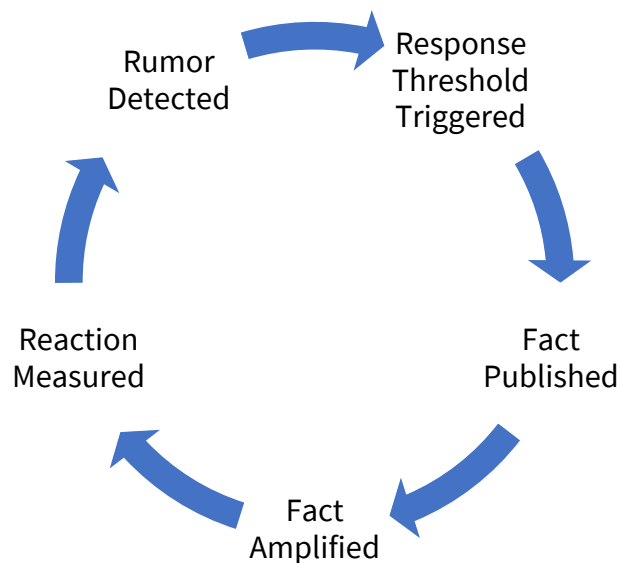 Rumor
Detected
Response
Threshold
Triggered
Fact
Published
Fact
Amplified
Reaction
Measured